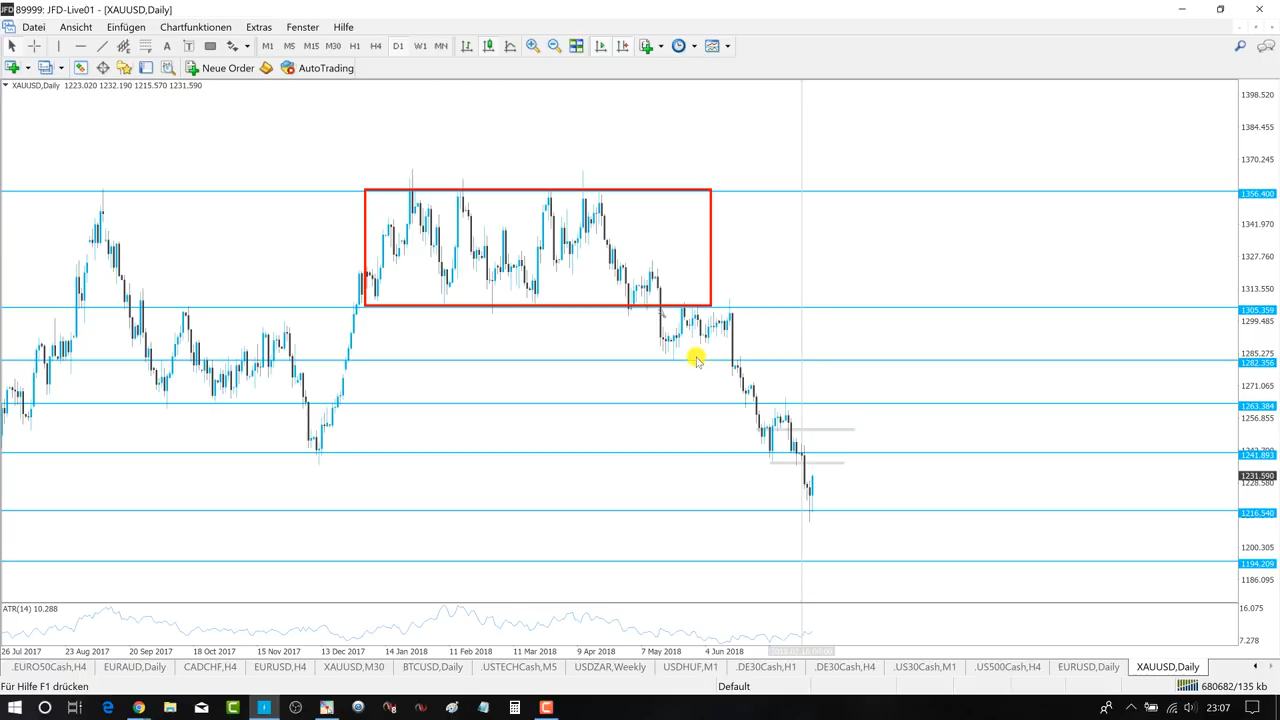 JFD 89999: JFD-Live01 - [XAUUSD,Daily]
Datei Ansicht Einfügen Chartfunktionen Extras Fenster Hilfe
A T M1 M5 M15 M30 H1 H4 D1 W1 MN
New Order AutoTrading
XAUUSD,Daily 1223.020 1232.190 1215.570 1231.590
1398.520
1384.455
1370.245
1356.400
1341.970
1327.760
1313.550
1305.359
1299.485
1285.275
1282.356
1271.065
1263.384
1256.855
1241.893
1231.590
1228.580
1216.540
1200.305
1194.209
1186.095
ATR(14) 10.288
16.075
7.278
26 Jul 2017 23 Aug 2017 20 Sep 2017 18 Oct 2017 15 Nov 2017 13 Dec 2017 14 Jan 2018 11 Feb 2018 11 Mar 2018 9 Apr 2018 7 May 2018 4 Jun 2018
.EURO50Cash,H4 EURAUD,Daily CADCHF,H4 EURUSD,H4 XAUUSD,M30 BTCUSD,Daily .USTECHCash,M5 USDZAR,Weekly USDHUF,M1 .DE30Cash,H1 .DE30Cash,H4 .US30Cash,M1 .US500Cash,H4 EURUSD,Daily XAUUSD,Daily
Für Hilfe F1 drücken Default 680682/135 kb
23:07